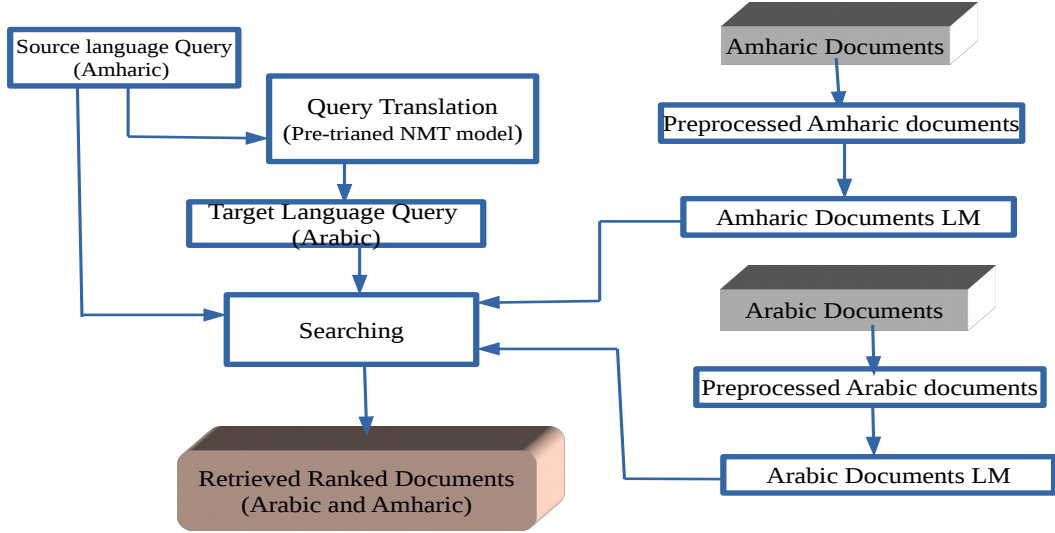 Source language Query
(Amharic)
Query Translation
(Pre-trianed NMT model)
Target Language Query
(Arabic)
Searching
Retrieved Ranked Documents
(Arabic and Amharic)
Amharic Documents
Preprocessed Amharic documents
Amharic Documents LM
Arabic Documents
Preprocessed Arabic documents
Arabic Documents LM